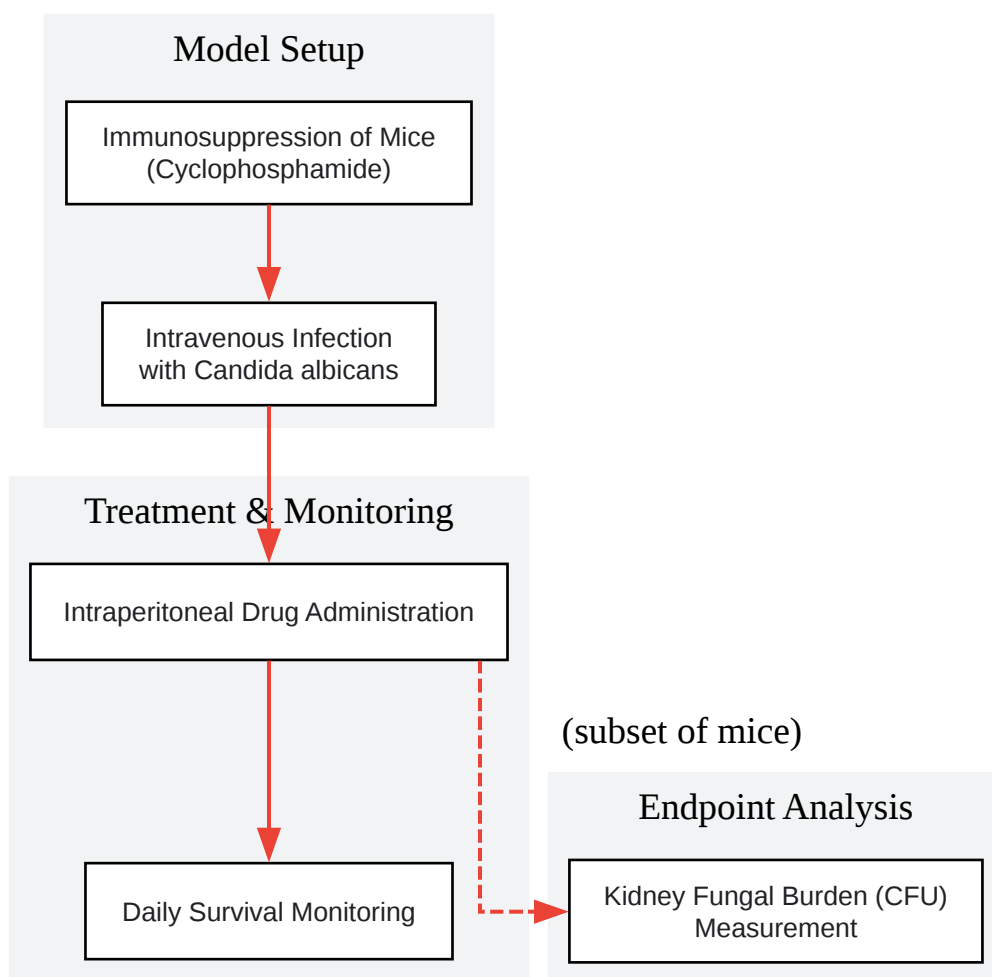 Model Setup
Immunosuppression of Mice
(Cyclophosphamide)
Intravenous Infection
with Candida albicans
Treatment & Monitoring
Intraperitoneal Drug Administration
(subset of mice)
Endpoint Analysis
Daily Survival Monitoring
Kidney Fungal Burden (CFU)
Measurement